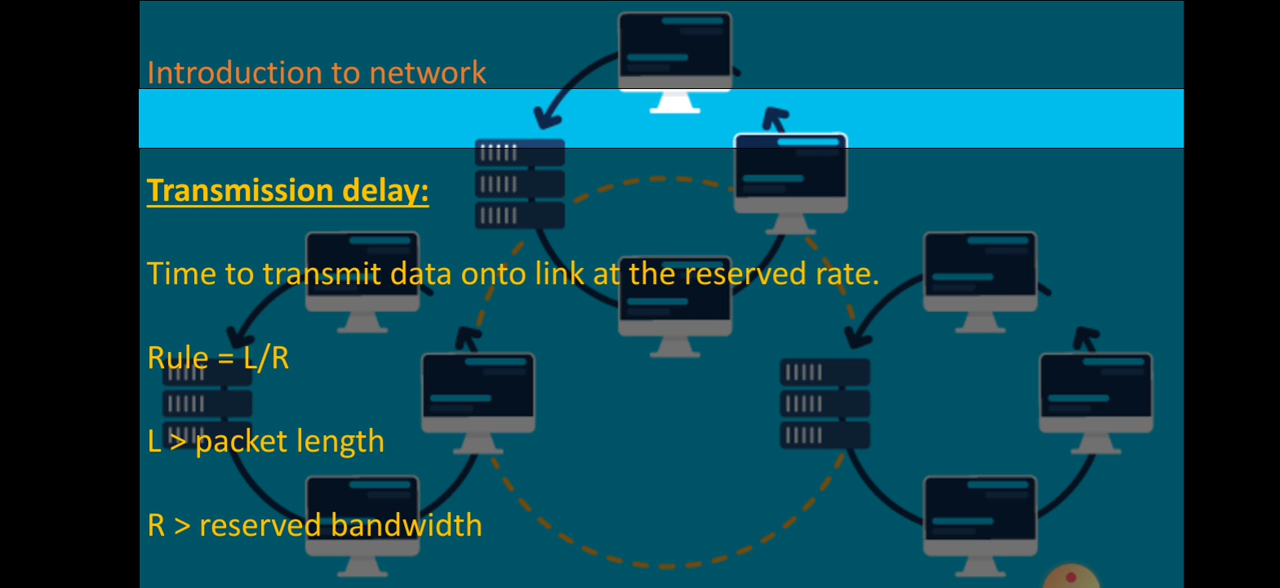 Introduction to network
Transmission delay:
Time to transmit data onto link at the reserved rate.
Rule = L/R
L > packet length
R > reserved bandwidth